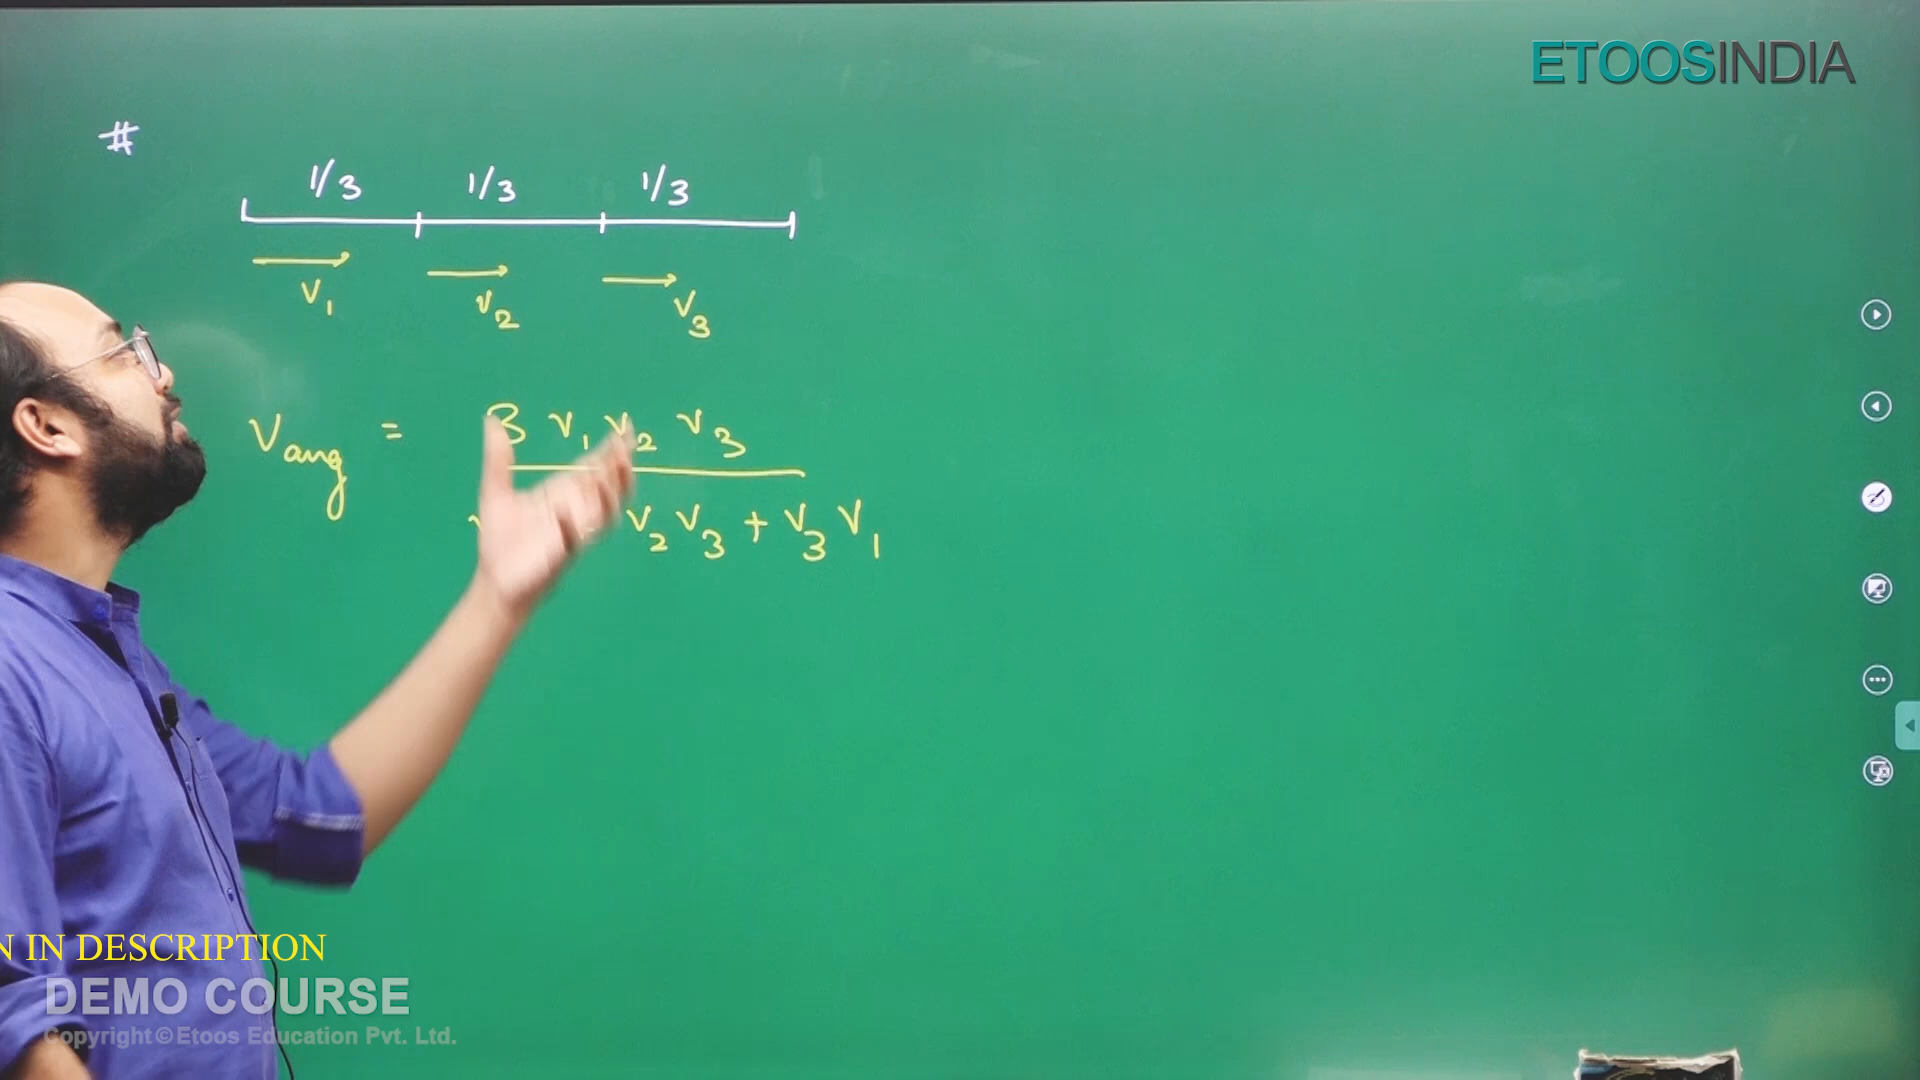 ETOOSINDIA
#
1/3 1/3 1/3
V1 V2 V3
Vavg = 3 V1 V2 V3
V2 V3 + V3 V1
N IN DESCRIPTION
DEMO COURSE
Copyright © Etoos Education Pvt. Ltd.